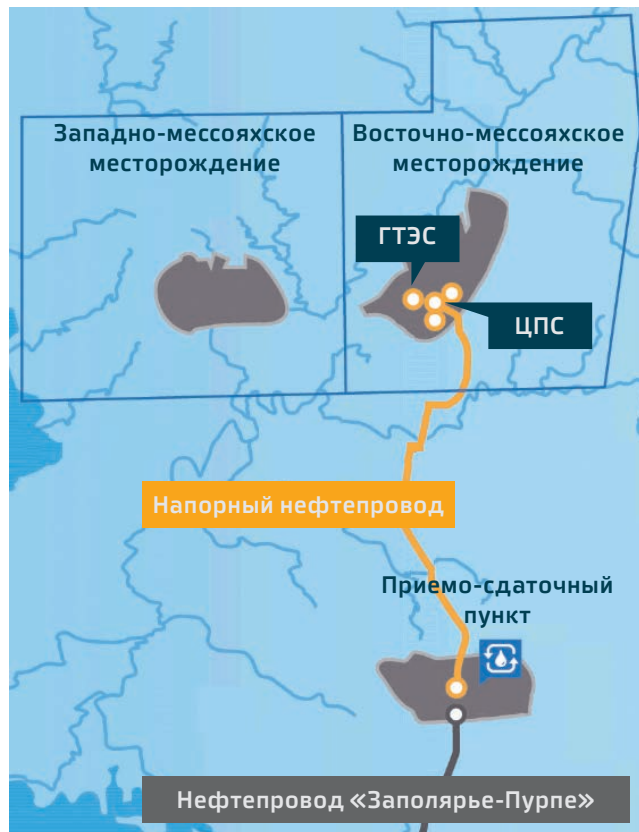 Западно-мессояхское
месторождение
Восточно-мессояхское
месторождение
ГТЭС
ЦПС
Напорный нефтепровод
Приемо-сдаточный
пункт
Нефтепровод «Заполярье-Пурпе»